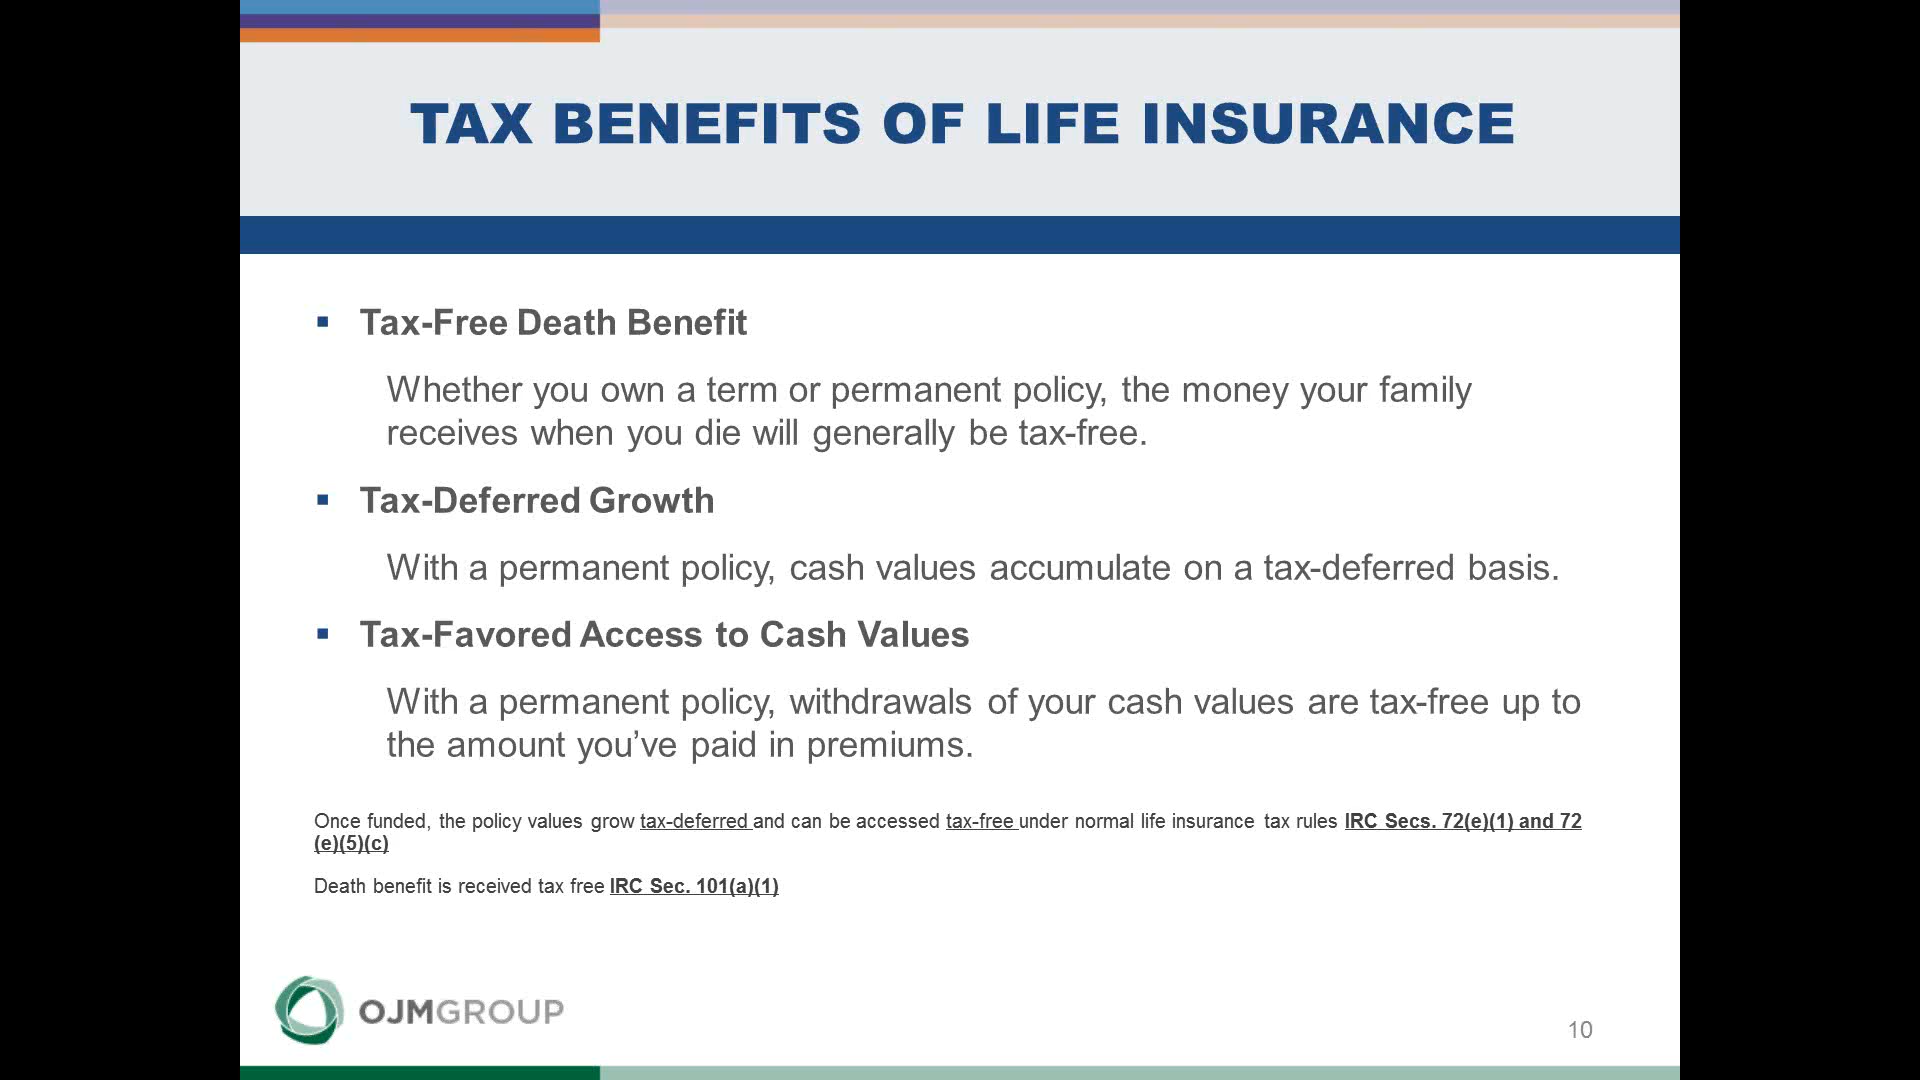 TAX BENEFITS OF LIFE INSURANCE
▪ Tax-Free Death Benefit
Whether you own a term or permanent policy, the money your family
receives when you die will generally be tax-free.
▪ Tax-Deferred Growth
With a permanent policy, cash values accumulate on a tax-deferred basis.
▪ Tax-Favored Access to Cash Values
With a permanent policy, withdrawals of your cash values are tax-free up to
the amount you’ve paid in premiums.
Once funded, the policy values grow tax-deferred and can be accessed tax-free under normal life insurance tax rules IRC Secs. 72(e)(1) and 72
(e)(5)(c)
Death benefit is received tax free IRC Sec. 101(a)(1)
OJMGROUP
10